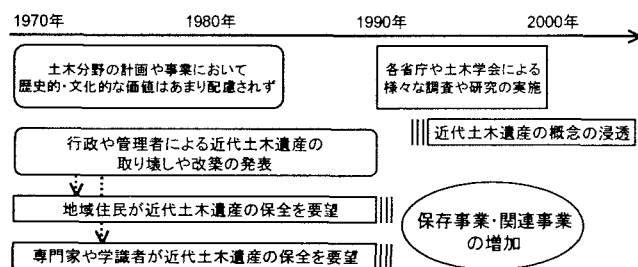 1970年 1980年 1990年 2000年
土木分野の計画や事業において
歴史的・文化的な価値はあまり配慮されず
各省庁や土木学会による
様々な調査や研究の実施
近代土木遺産の概念の浸透
行政や管理者による近代土木遺産の
取り壊しや改築の発表
地域住民が近代土木遺産の保全を要望
専門家や学識者が近代土木遺産の保全を要望
保存事業・関連事業
の増加